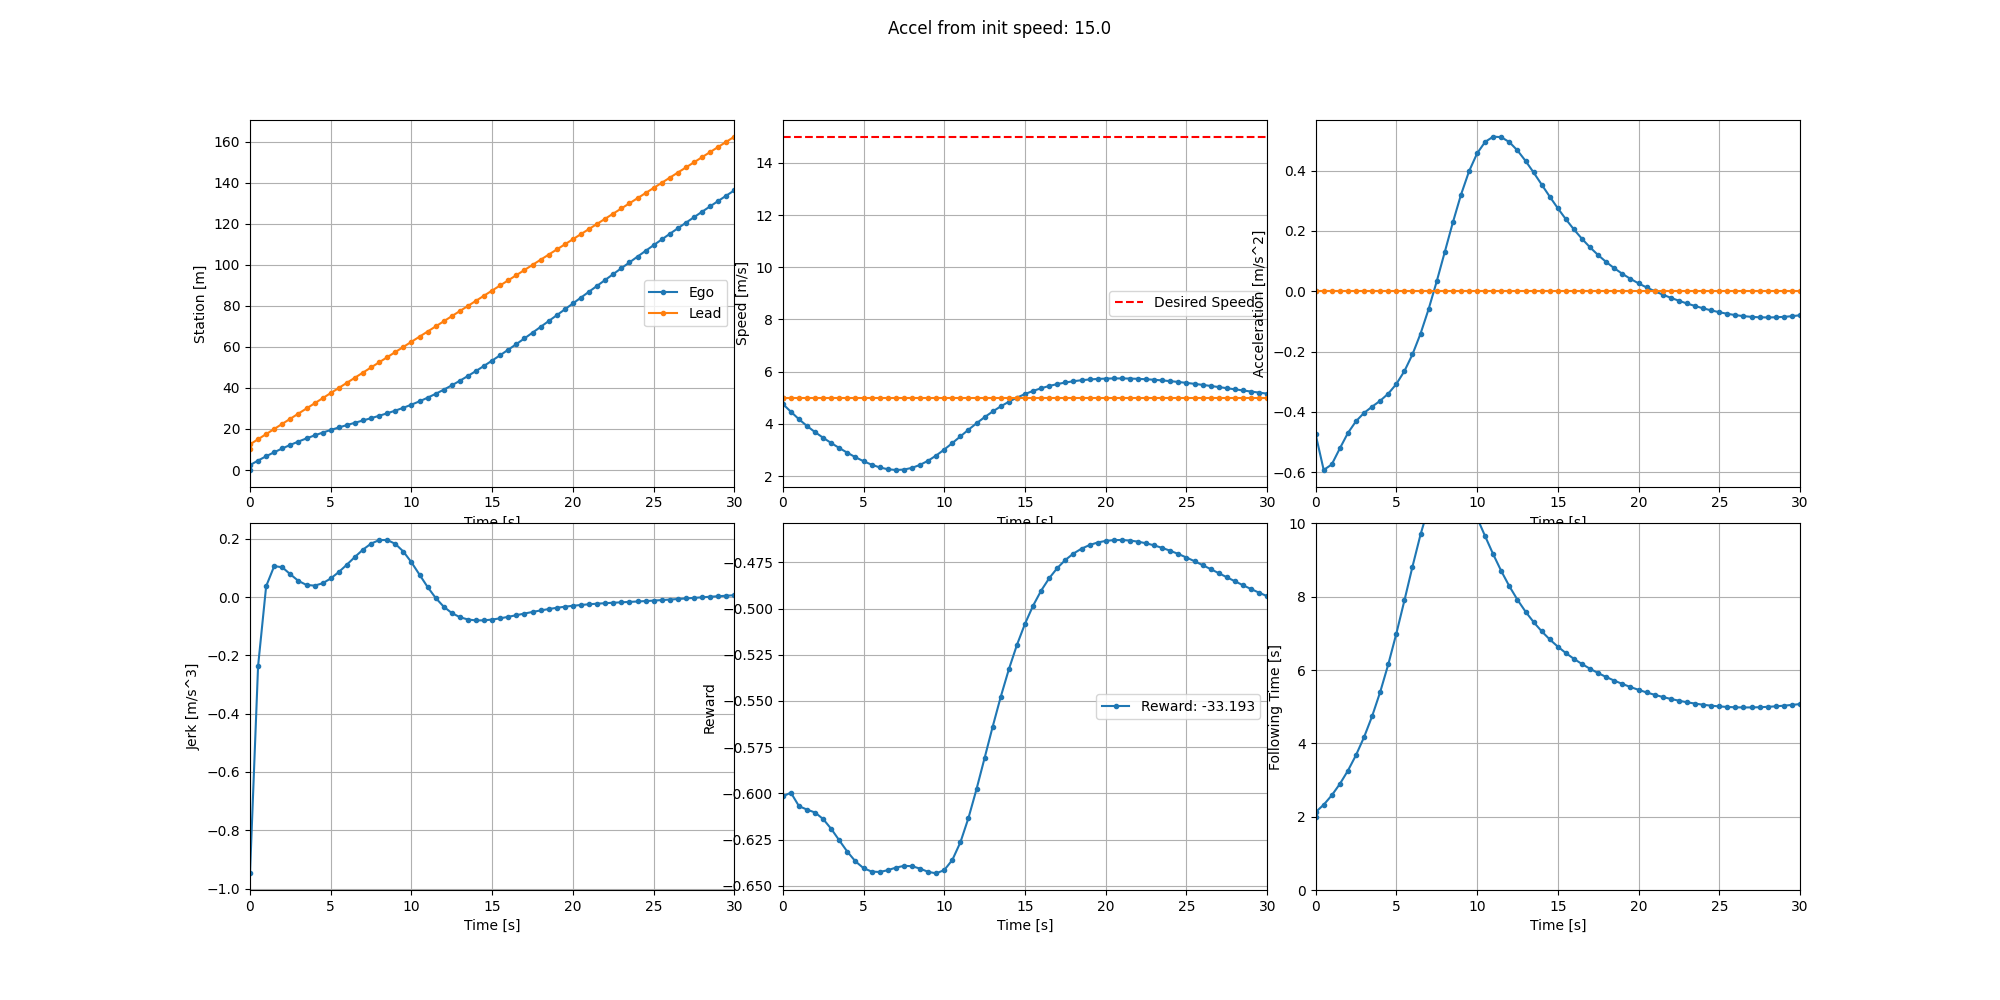 Accel from init speed: 15.0
160
140
120
100
80
60
40
20
0
Station [m]
Ego
Lead
0 5 10 15 20 25 30
Time [s]
14
12
10
8
6
4
2
Speed [m/s]
Desired Speed
0 5 10 15 20 25 30
Time [s]
0.4
0.2
0.0
−0.2
−0.4
−0.6
Acceleration [m/s^2]
0 5 10 15 20 25 30
Time [s]
0.2
0.0
−0.2
−0.4
−0.6
−0.8
−1.0
Jerk [m/s^3]
0 5 10 15 20 25 30
Time [s]
−0.475
−0.500
−0.525
−0.550
−0.575
−0.600
−0.625
−0.650
Reward
Reward: -33.193
0 5 10 15 20 25 30
Time [s]
10
8
6
4
2
0
Following Time [s]
0 5 10 15 20 25 30
Time [s]